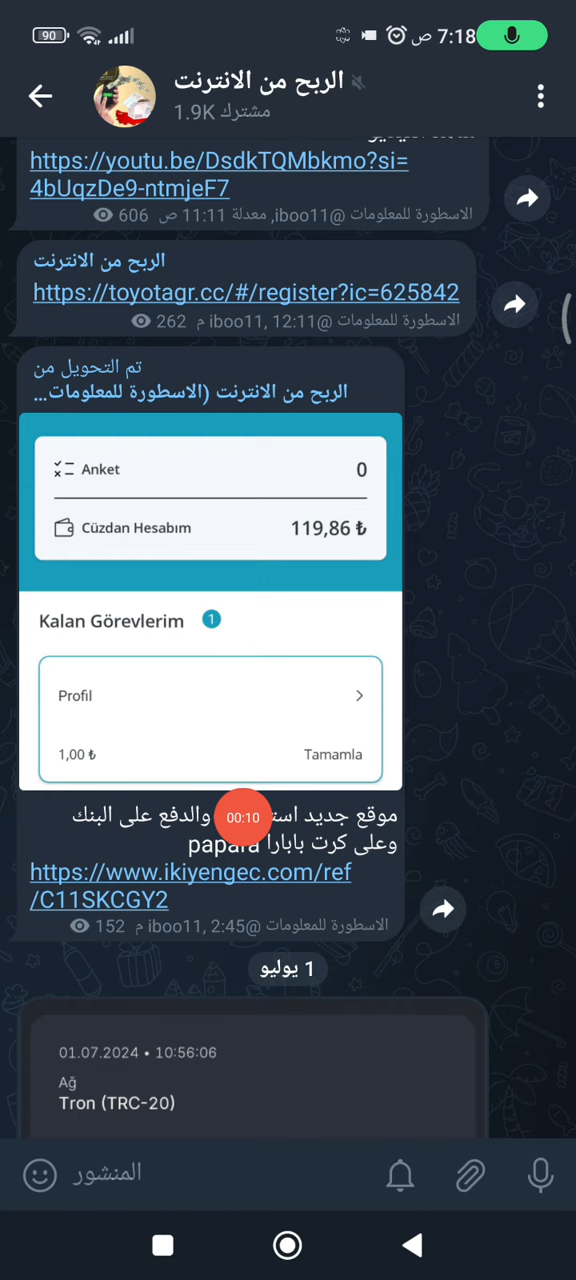 90
7:18 ص
الربح من الانترنت
1.9K مشترك
https://youtu.be/DsdkTQMbkmo?si=
4bUqzDe9-ntmjeF7
606 الاسطورة للمعلومات @iboo11, معدلة 11:11 ص
الربح من الانترنت
https://toyotagr.cc/#/register?ic=625842
262 الاسطورة للمعلومات @iboo11, 12:11 م
تم التحويل من
الربح من الانترنت (الاسطورة للمعلومات...
Anket 0
Cüzdan Hesabım 119,86 ₺
Kalan Görevlerim 1
Profil
1,00 ₺ Tamamla
موقع جديد والدفع على البنك
00:10
وعلى كرت بابارا papara
https://www.ikiyengec.com/ref
/C11SKCGY2
152 الاسطورة للمعلومات @iboo11, 2:45 م
1 يوليو
01.07.2024 • 10:56:06
Ağ
Tron (TRC-20)
المنشور